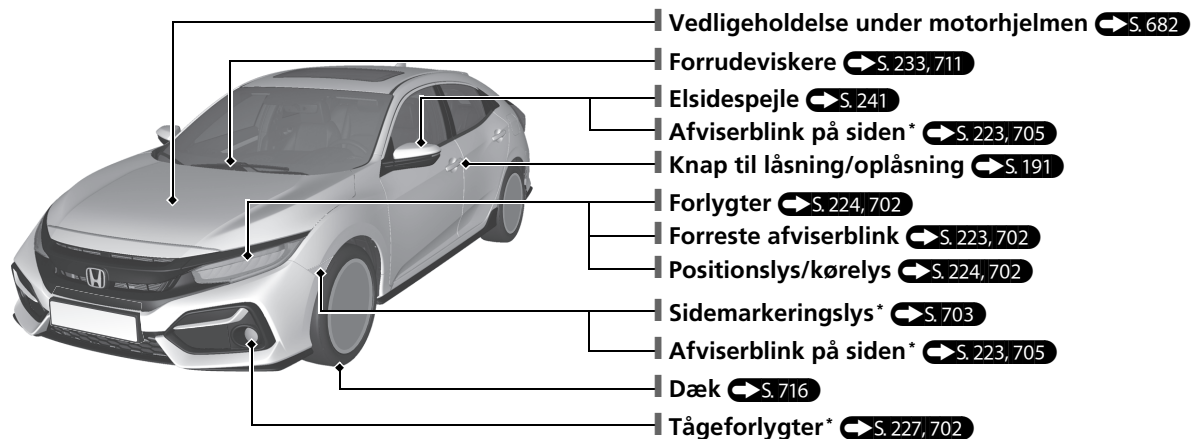 Vedligeholdelse under motorhjelmen S. 682
Forrudeviskere S. 233, 711
Elsidespejle S. 241
Afviserblink på siden* S. 223, 705
Knap til låsning/oplåsning S. 191
Forlygter S. 224, 702
Forreste afviserblink S. 223, 702
Positionslys/kørelys S. 224, 702
Sidemarkeringslys* S. 703
Afviserblink på siden* S. 223, 705
Dæk S. 716
Tågeforlygter* S. 227, 702